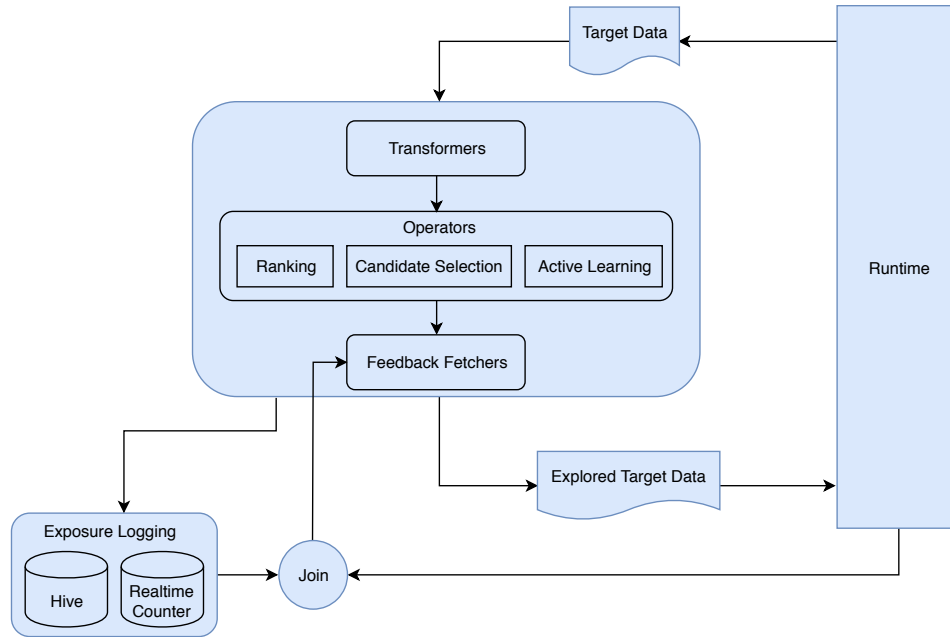 Target Data
Transformers
Operators
Ranking
Candidate Selection
Active Learning
Runtime
Feedback Fetchers
Explored Target Data
Exposure Logging
Hive
Realtime
Counter
Join